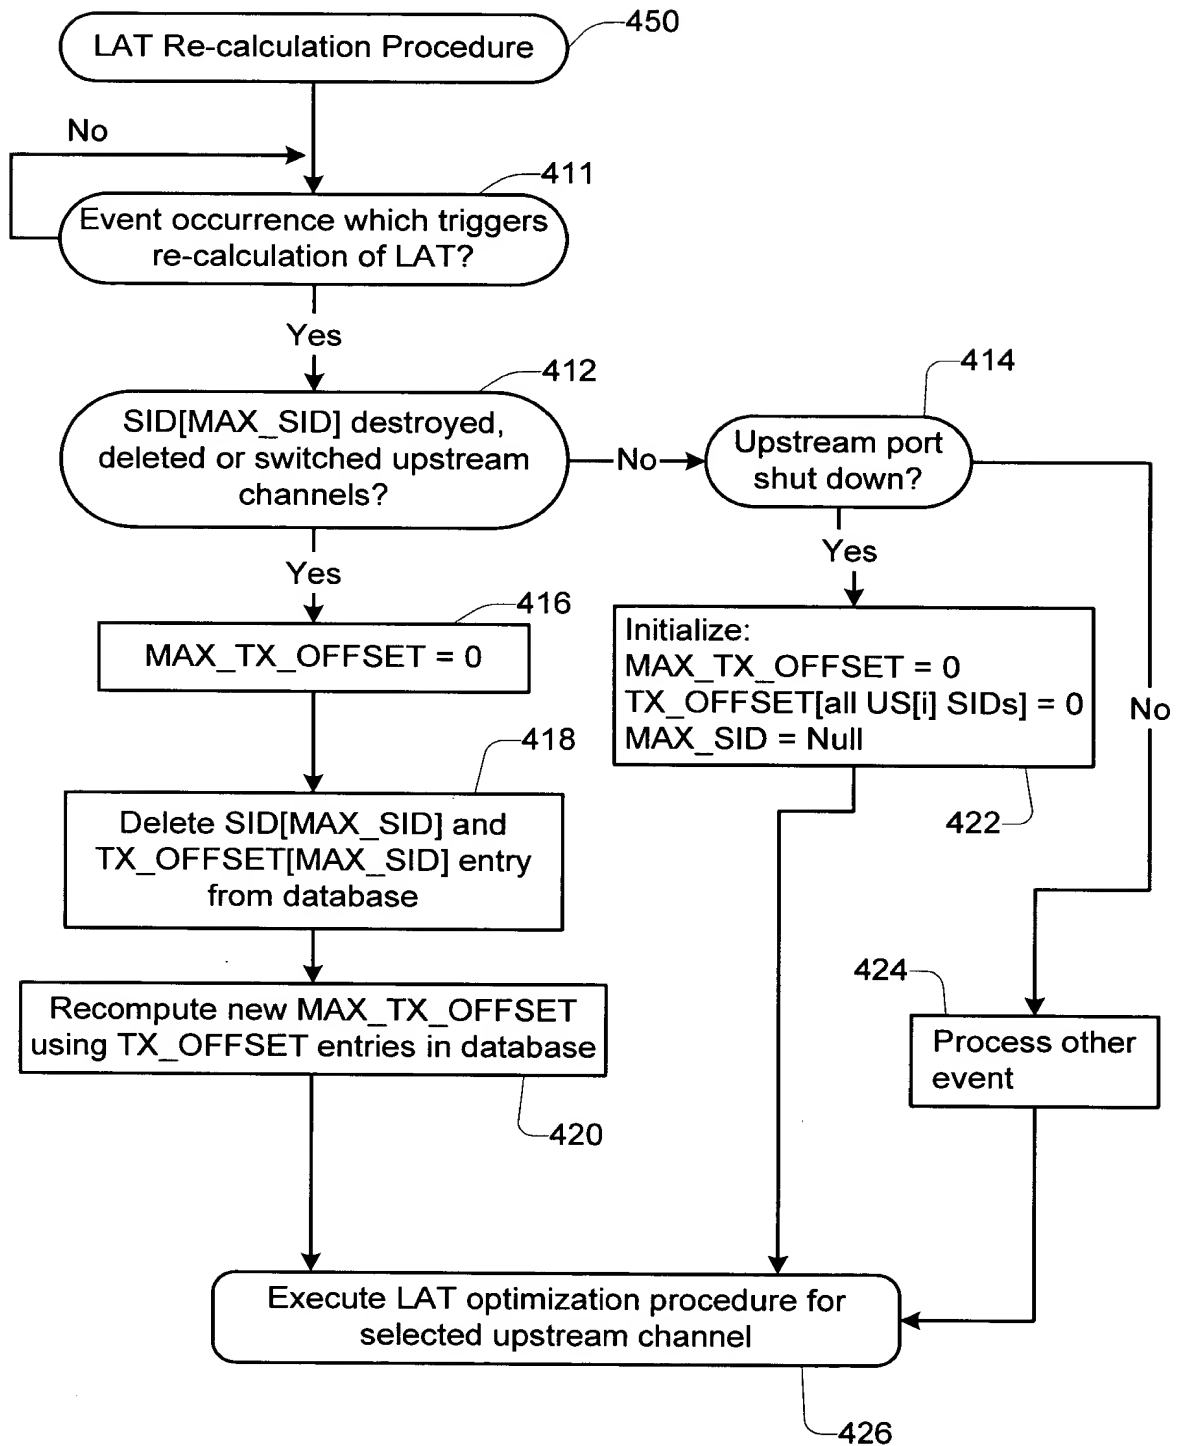 LAT Re-calculation Procedure
450
No
411
Event occurrence which triggers
re-calculation of LAT?
Yes
412
SID[MAX_SID] destroyed,
deleted or switched upstream
channels?
No
414
Upstream port
shut down?
Yes
Yes
No
416
MAX_TX_OFFSET = 0
Initialize:
MAX_TX_OFFSET = 0
TX_OFFSET[all US[i] SIDs] = 0
MAX_SID = Null
422
418
Delete SID[MAX_SID] and
TX_OFFSET[MAX_SID] entry
from database
Recompute new MAX_TX_OFFSET
using TX_OFFSET entries in database
420
424
Process other
event
Execute LAT optimization procedure for
selected upstream channel
426